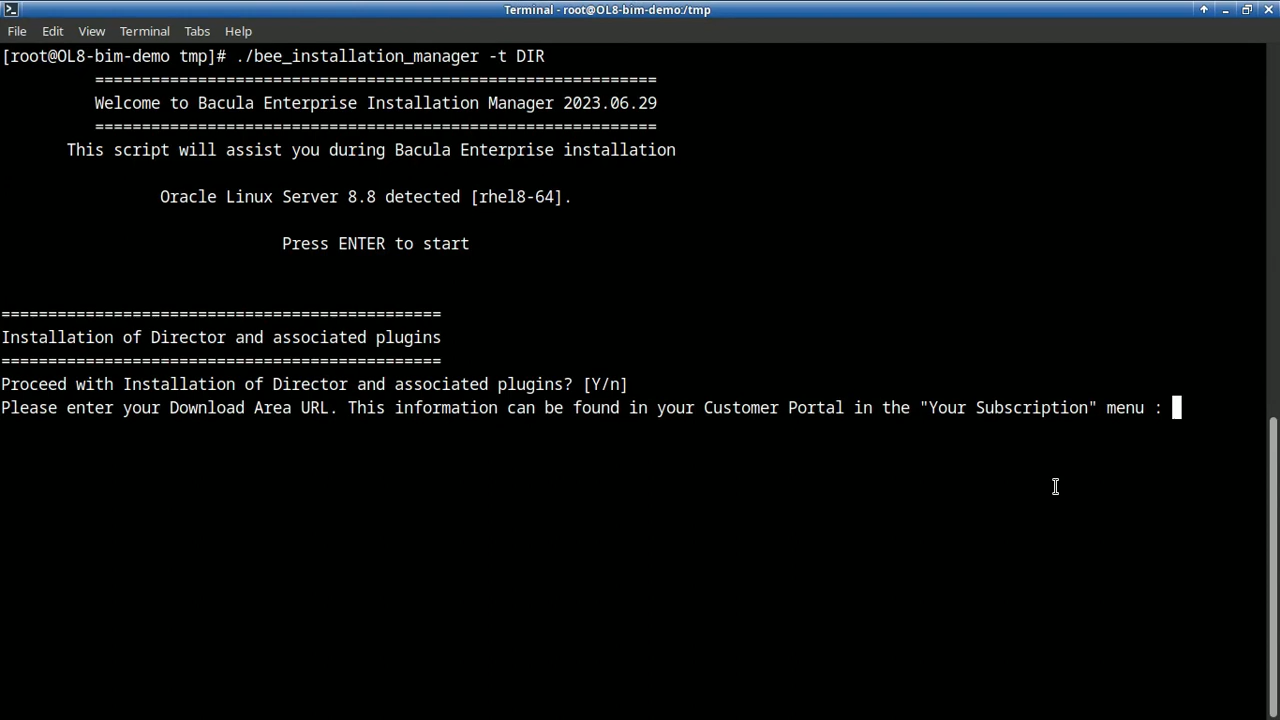 Terminal - root@OL8-bim-demo:/tmp
File Edit View Terminal Tabs Help
[root@OL8-bim-demo tmp]# ./bee_installation_manager -t DIR
============================================================
Welcome to Bacula Enterprise Installation Manager 2023.06.29
============================================================
This script will assist you during Bacula Enterprise installation
Oracle Linux Server 8.8 detected [rhel8-64].
Press ENTER to start
===============================================
Installation of Director and associated plugins
===============================================
Proceed with Installation of Director and associated plugins? [Y/n]
Please enter your Download Area URL. This information can be found in your Customer Portal in the "Your Subscription" menu :